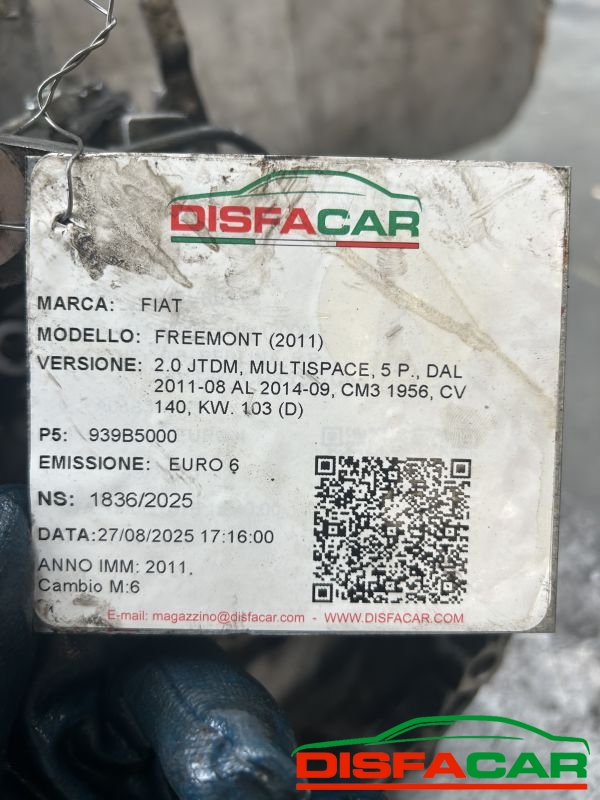 DISFACAR
MARCA: FIAT
MODELLO: FREEMONT (2011)
VERSIONE: 2.0 JTDM, MULTISPACE, 5 P., DAL
2011-08 AL 2014-09, CM3 1956, CV
140, KW. 103 (D)
P5: 939B5000
EMISSIONE: EURO 6
NS: 1836/2025
DATA:27/08/2025 17:16:00
ANNO IMM: 2011.
Cambio M:6
E-mail: magazzino@disfacar.com - WWW.DISFACAR.COM
DISFACAR